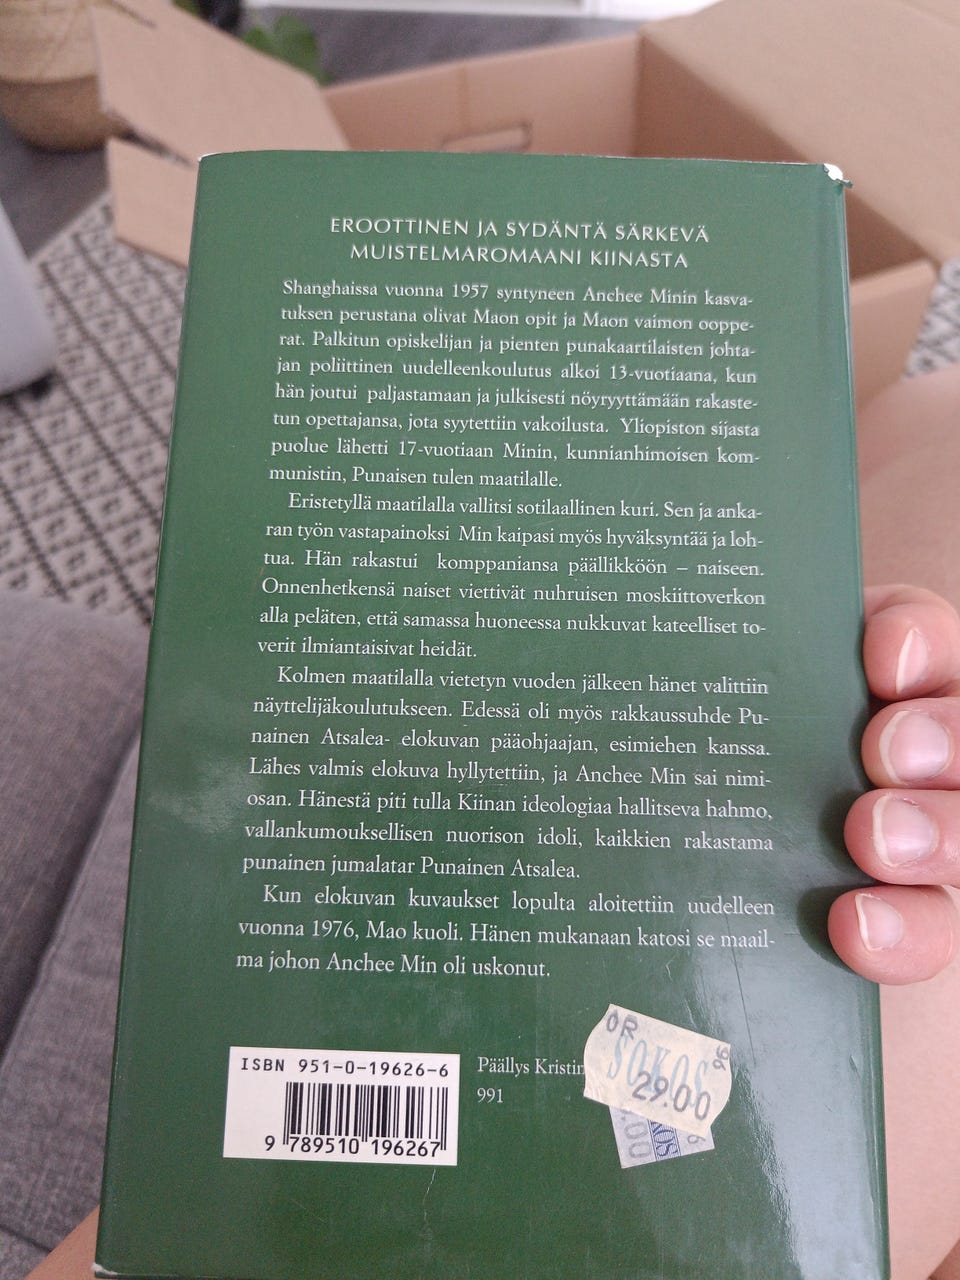 EROOTTINEN JA SYDÄNTÄ SÄRKEVÄ
MUISTELMAROMAANI KIINASTA
Shanghaissa vuonna 1957 syntyneen Anchee Minin kasva-
tuksen perustana olivat Maon opit ja Maon vaimon ooppe-
rat. Palkitun opiskelijan ja pienten punakaartilaisten johta-
jan poliittinen uudelleenkoulutus alkoi 13-vuotiaana, kun
hän joutui paljastamaan ja julkisesti nöyryyttämään rakaste-
tun opettajansa, jota syytettiin vakoilusta. Yliopiston sijasta
puolue lähetti 17-vuotiaan Minin, kunnianhimoisen kom-
munistin, Punaisen tulen maatilalle.
Eristetyllä maatilalla vallitsi sotilaallinen kuri. Sen ja anka-
ran työn vastapainoksi Min kaipasi myös hyväksyntää ja loh-
tua. Hän rakastui komppaniansa päällikköön – naiseen.
Onnenhetkensä naiset viettivät nuhruisen moskiittoverkon
alla peläten, että samassa huoneessa nukkuvat kateelliset to-
verit ilmiantaisivat heidät.
Kolmen maatilalla vietetyn vuoden jälkeen hänet valittiin
näyttelijäkoulutukseen. Edessä oli myös rakkaussuhde Pu-
nainen Atsalea- elokuvan pääohjaajan, esimiehen kanssa.
Lähes valmis elokuva hyllytettiin, ja Anchee Min sai nimi-
osan. Hänestä piti tulla Kiinan ideologiaa hallitseva hahmo,
vallankumouksellisen nuorison idoli, kaikkien rakastama
punainen jumalatar Punainen Atsalea.
Kun elokuvan kuvaukset lopulta aloitettiin uudelleen
vuonna 1976, Mao kuoli. Hänen mukanaan katosi se maail-
ma johon Anchee Min oli uskonut.
ISBN 951-0-19626-6
9 789510 196267
Päällys Kristin
991
OR
96
SOKOS
29.00